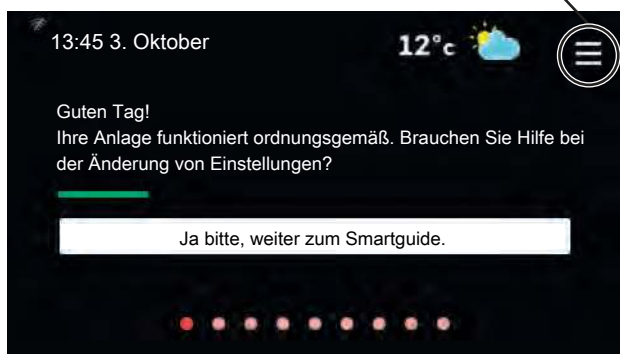 13:45 3. Oktober
12°c
Guten Tag!
Ihre Anlage funktioniert ordnungsgemäß. Brauchen Sie Hilfe bei
der Änderung von Einstellungen?
Ja bitte, weiter zum Smartguide.